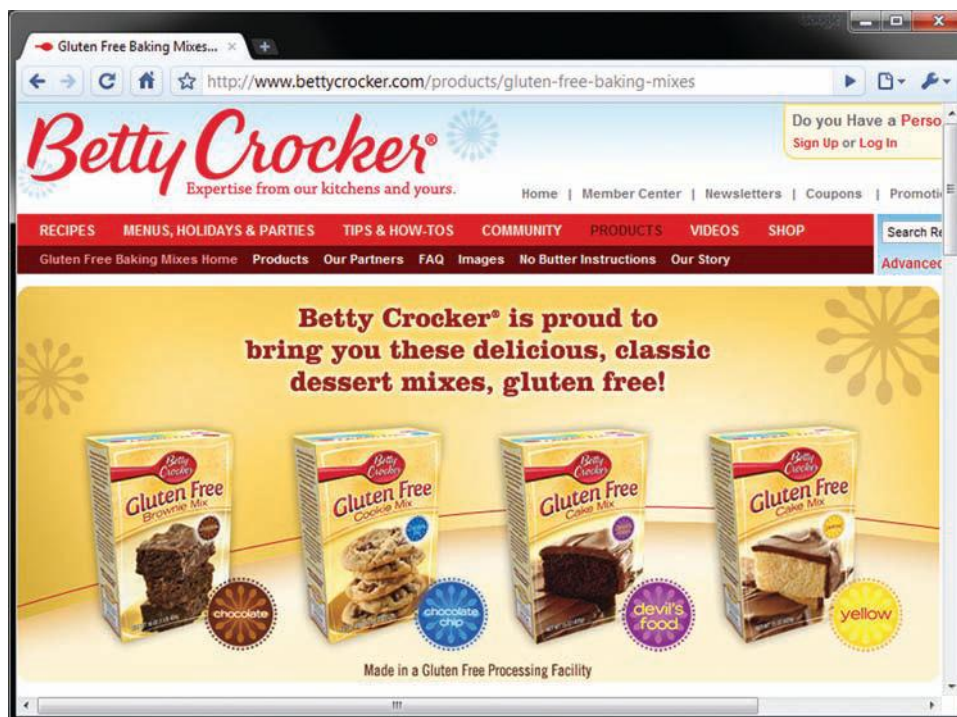 Google
Gluten Free Baking Mixes...
http://www.bettycrocker.com/products/gluten-free-baking-mixes
Do you Have a Perso
Sign Up or Log In
Betty Crocker®
Expertise from our kitchens and yours.
Home | Member Center | Newsletters | Coupons | Promoti
RECIPES MENUS, HOLIDAYS & PARTIES TIPS & HOW-TOS COMMUNITY PRODUCTS VIDEOS SHOP
Search Re
Gluten Free Baking Mixes Home Products Our Partners FAQ Images No Butter Instructions Our Story
Advanced
Betty Crocker® is proud to
bring you these delicious, classic
dessert mixes, gluten free!
Betty Crocker
Gluten Free
Brownie Mix
chocolate
Betty Crocker
Gluten Free
Cookie Mix
chocolate chip
Betty Crocker
Gluten Free
Cake Mix
devil's food
Betty Crocker
Gluten Free
Cake Mix
yellow
Made in a Gluten Free Processing Facility